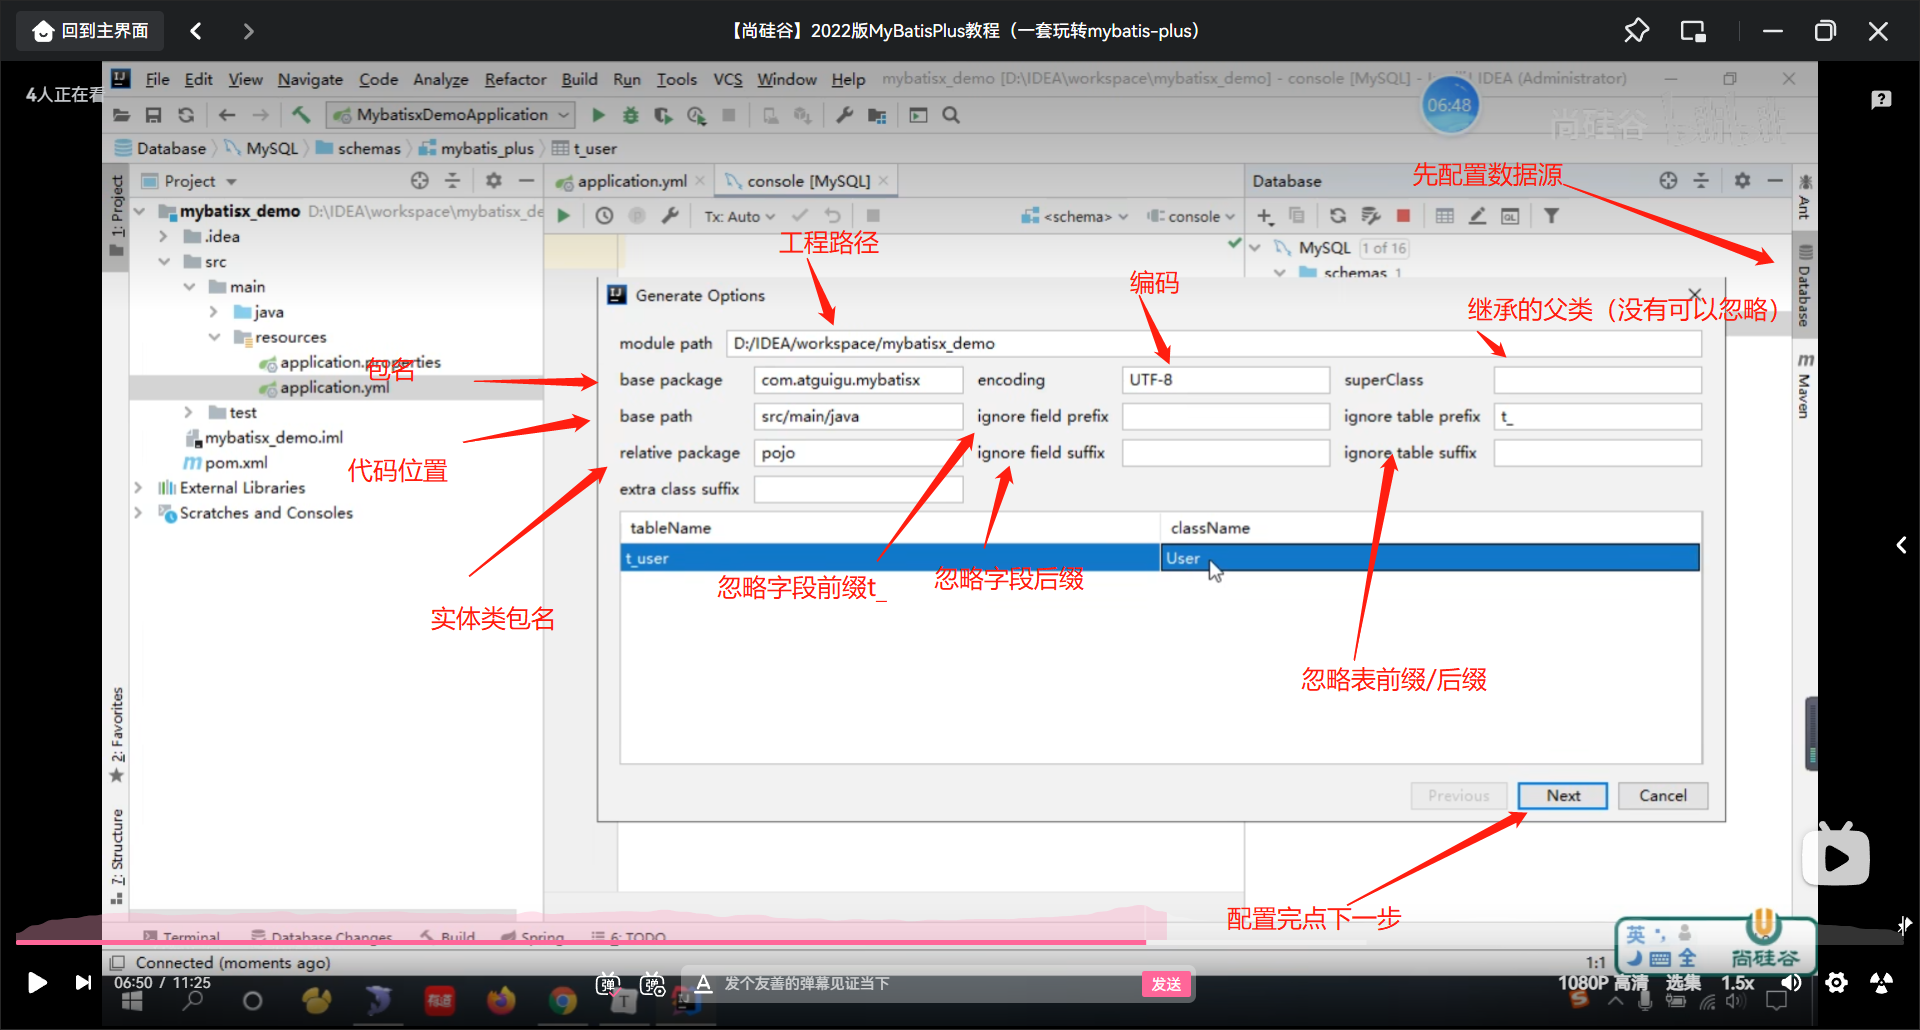 回到主界面
【尚硅谷】2022版MyBatisPlus教程（一套玩转mybatis-plus）
4人正在看
File Edit View Navigate Code Analyze Refactor Build Run Tools VCS Window Help mybatisx_demo [D:\IDEA\workspace\mybatisx_demo] - console [MySQL] - IDEA (Administrator)
06:48
尚硅谷
MybatisxDemoApplication
Database MySQL schemas mybatis_plus t_user
先配置数据源
1: Project
Project
application.yml
console [MySQL]
Database
Ant
mybatisx_demo D:\IDEA\workspace\mybatisx_de
Tx: Auto
<schema>
console
工程路径
.idea
src
main
java
resources
application.properties
包名
application.yml
test
mybatisx_demo.iml
pom.xml
External Libraries
Scratches and Consoles
MySQL 1 of 16
schemas 1
Database
Maven
编码
继承的父类（没有可以忽略）
Generate Options
module path D:/IDEA/workspace/mybatisx_demo
base package com.atguigu.mybatisx encoding UTF-8 superClass
base path src/main/java ignore field prefix ignore table prefix t_
relative package pojo ignore field suffix ignore table suffix
extra class suffix
代码位置
tableName className
t_user User
忽略字段前缀t_
忽略字段后缀
实体类包名
忽略表前缀/后缀
2: Favorites
7: Structure
Previous Next Cancel
配置完点下一步
Terminal Database Changes Build Spring 6: TODO
Connected (moments ago)
1:1
英
全
尚硅谷
06:50 / 11:25
弹
弹
发个友善的弹幕见证当下
发送
1080P 高清 选集 1.5x